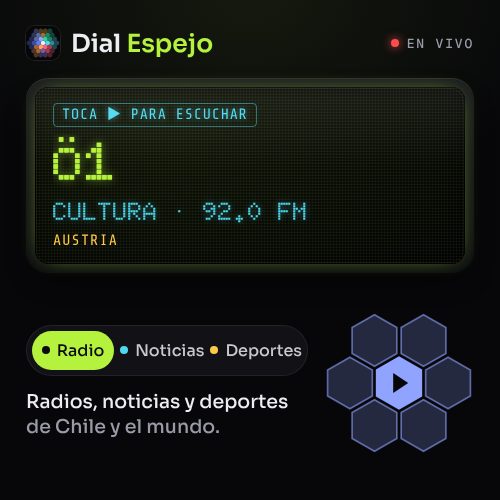 Dial Espejo
EN VIVO
TOCA ▶ PARA ESCUCHAR
Ö1
CULTURA · 92.0 FM
AUSTRIA
Radio Noticias Deportes
Radios, noticias y deportes
de Chile y el mundo.